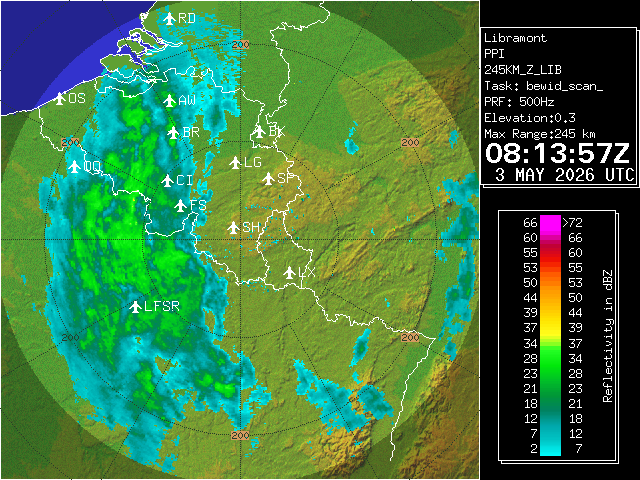 Libramont
PPI
245KM_Z_LIB
Task: bewid_scan_
PRF: 500Hz
Elevation:0.3
Max Range:245 km
08:13:57Z
3 MAY 2026 UTC
RD
200
OS
AW
BR
BK
200
200
OO
LG
CI
SP
FS
SH
LX
LFSR
200
200
200
66 >72
60 66
55 60
53 55
50 53
44 50
39 44
37 39
34 37
28 34
23 28
21 23
18 21
12 18
7 12
2 7
Reflectivity in dBZ